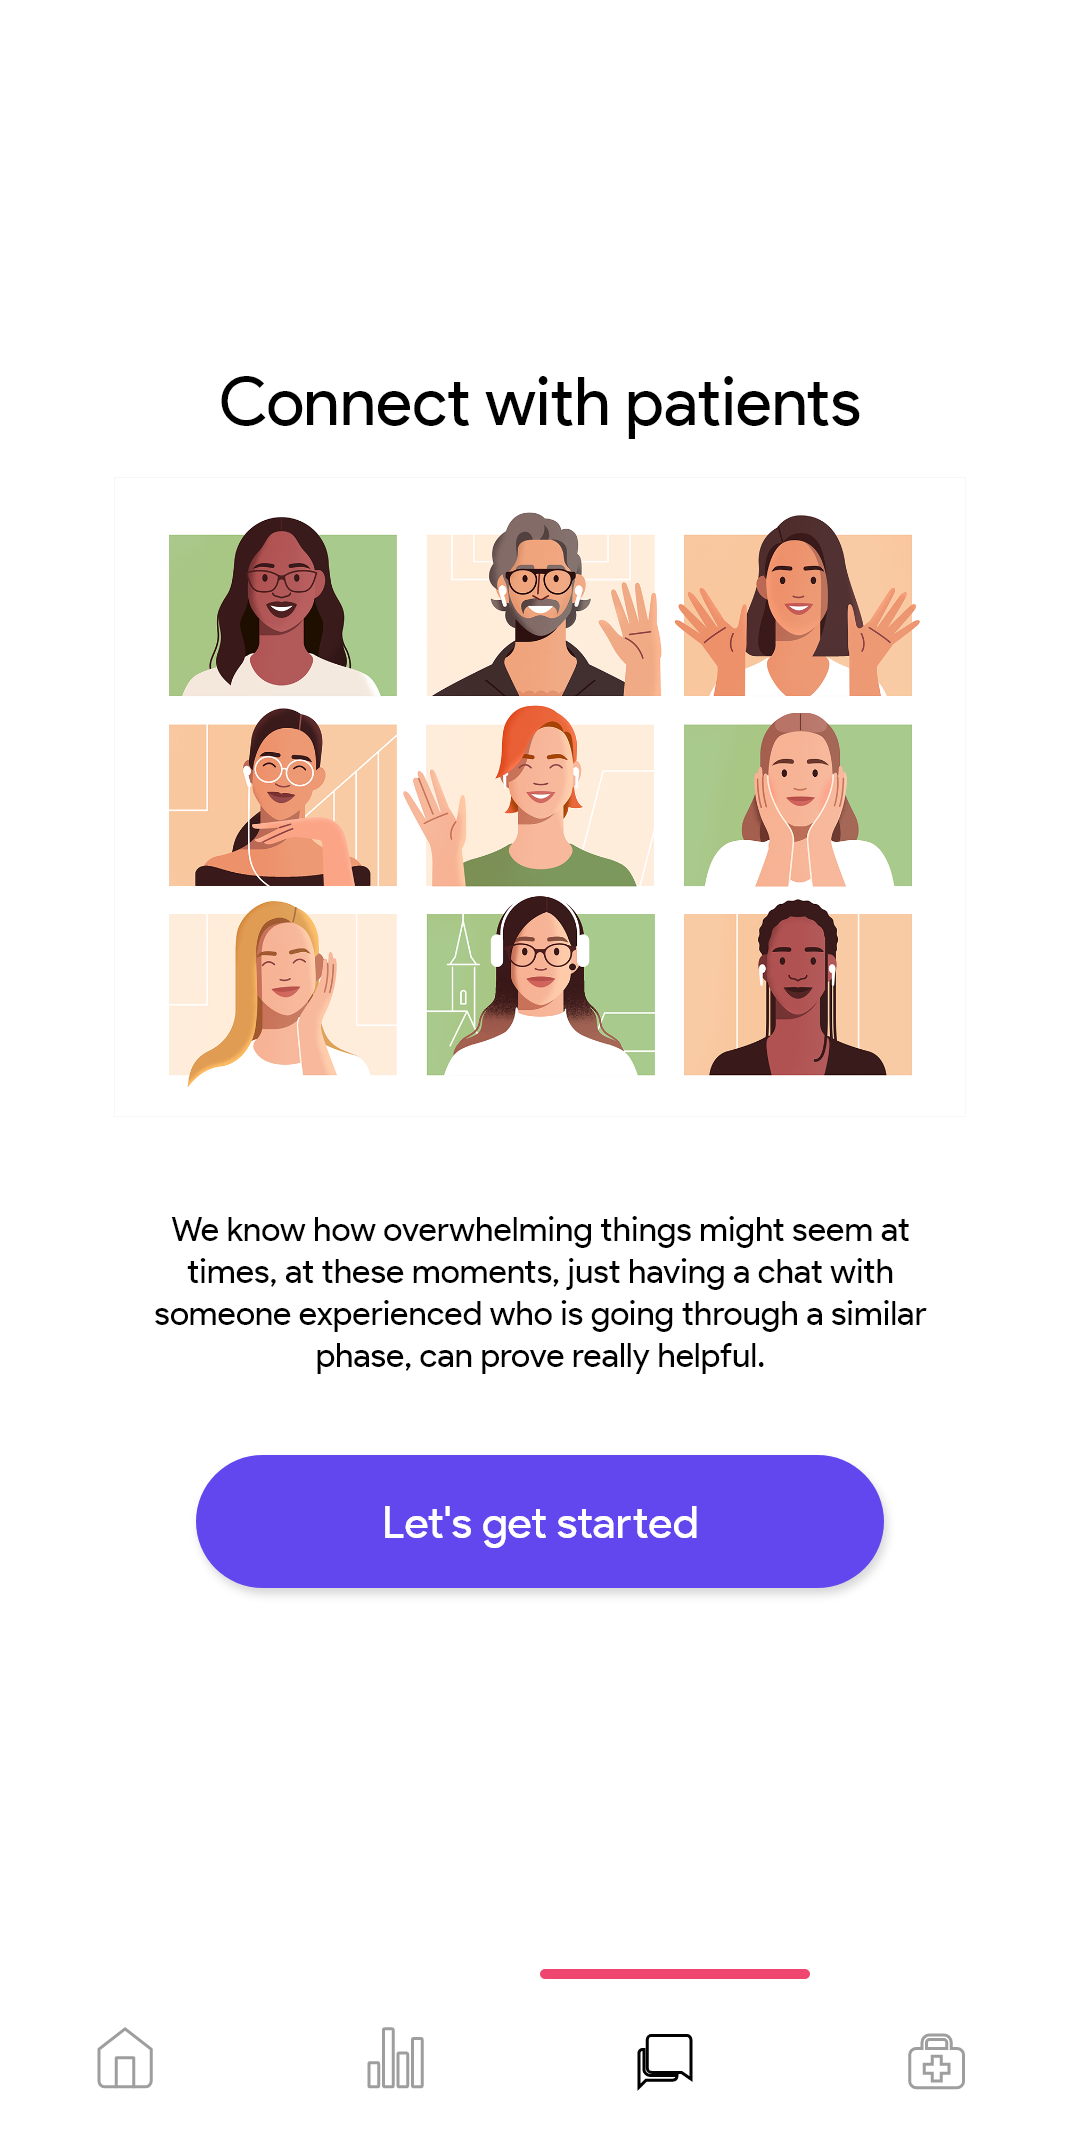 Connect with patients
We know how overwhelming things might seem at
times, at these moments, just having a chat with
someone experienced who is going through a similar
phase, can prove really helpful.
Let's get started